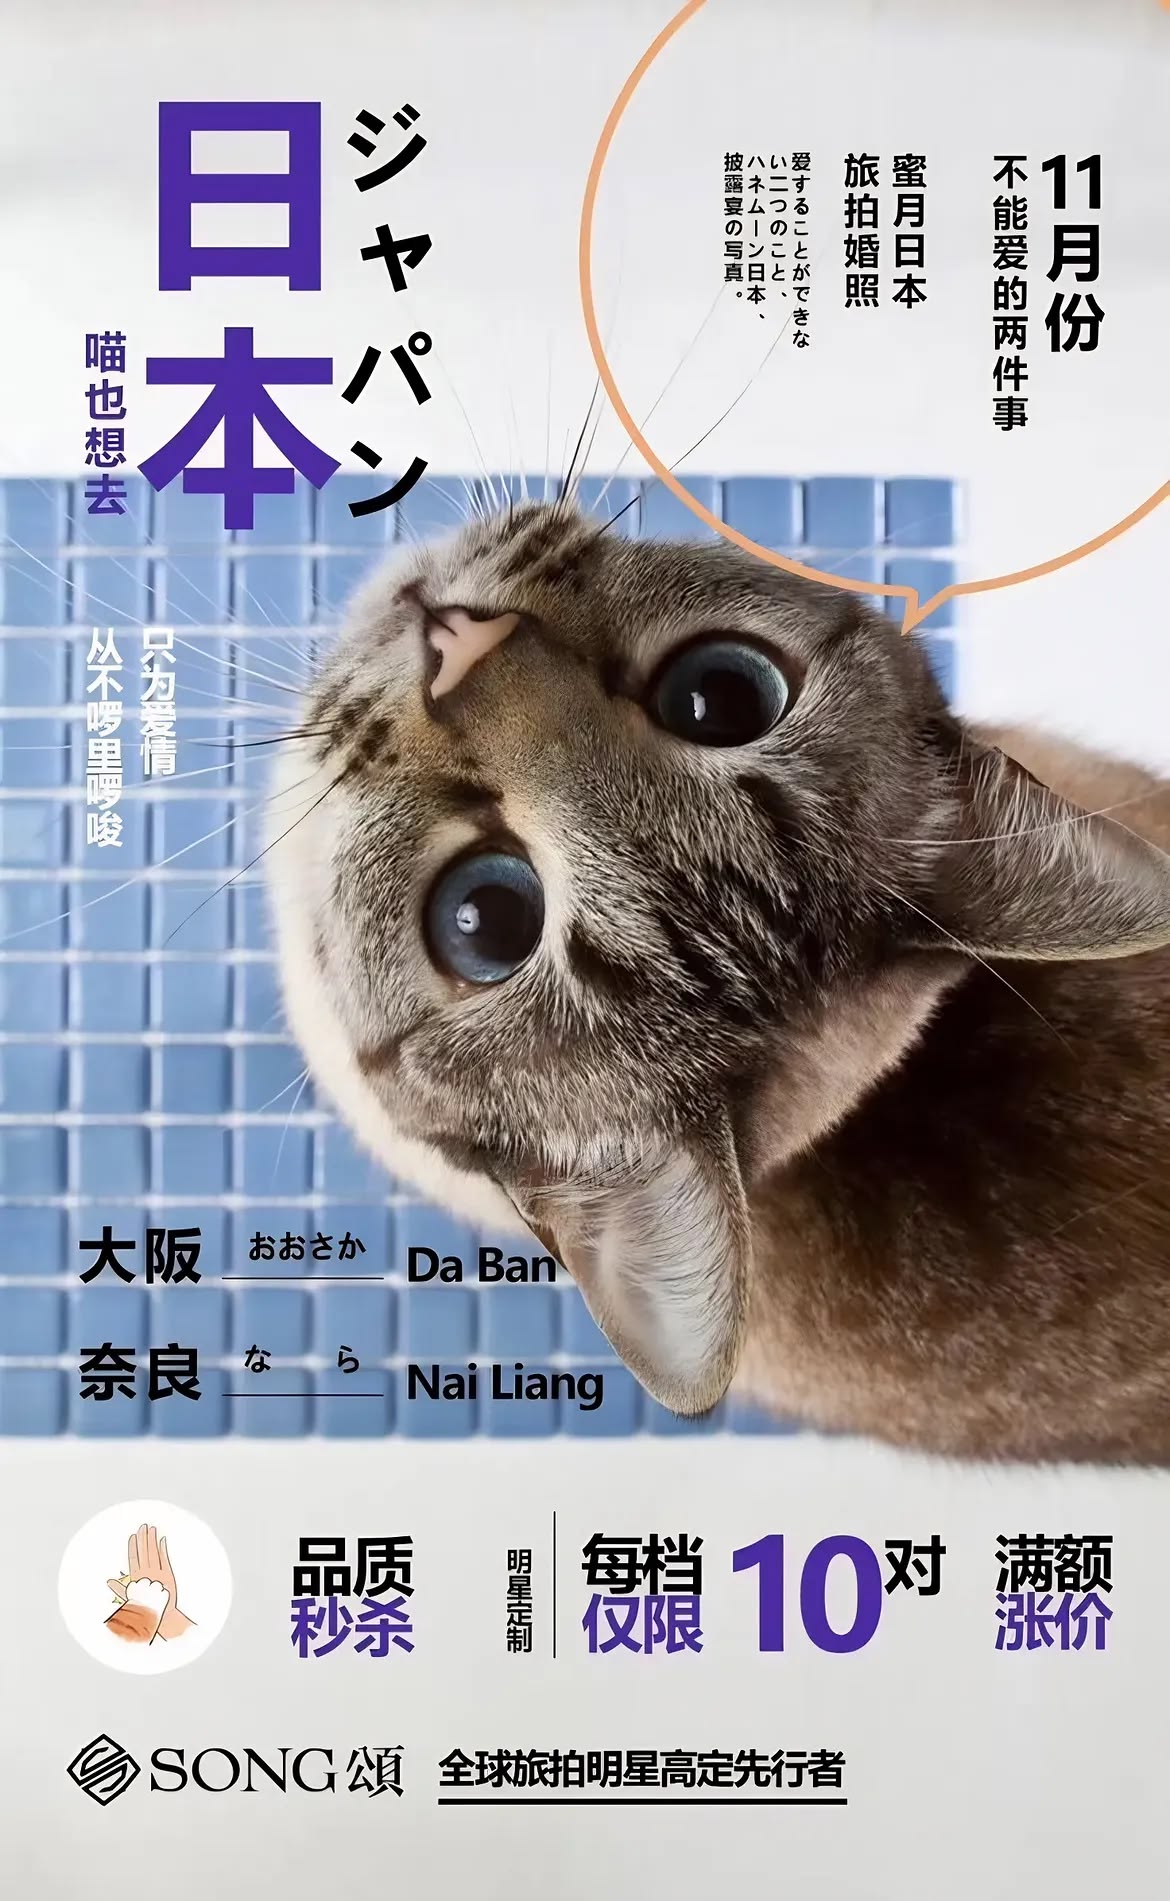 日本
ジャパン
喵也想去
11月份
不能爱的两件事
蜜月日本
旅拍婚照
爱することができな
い二つのこと、
ハネムーン日本、
披露宴の写真。
只为爱情
从不啰里啰唆
大阪 おおさか Da Ban
奈良 なら Nai Liang
品质
秒杀
明星定制
每档
仅限
10对
满额
涨价
SONG頌
全球旅拍明星高定先行者